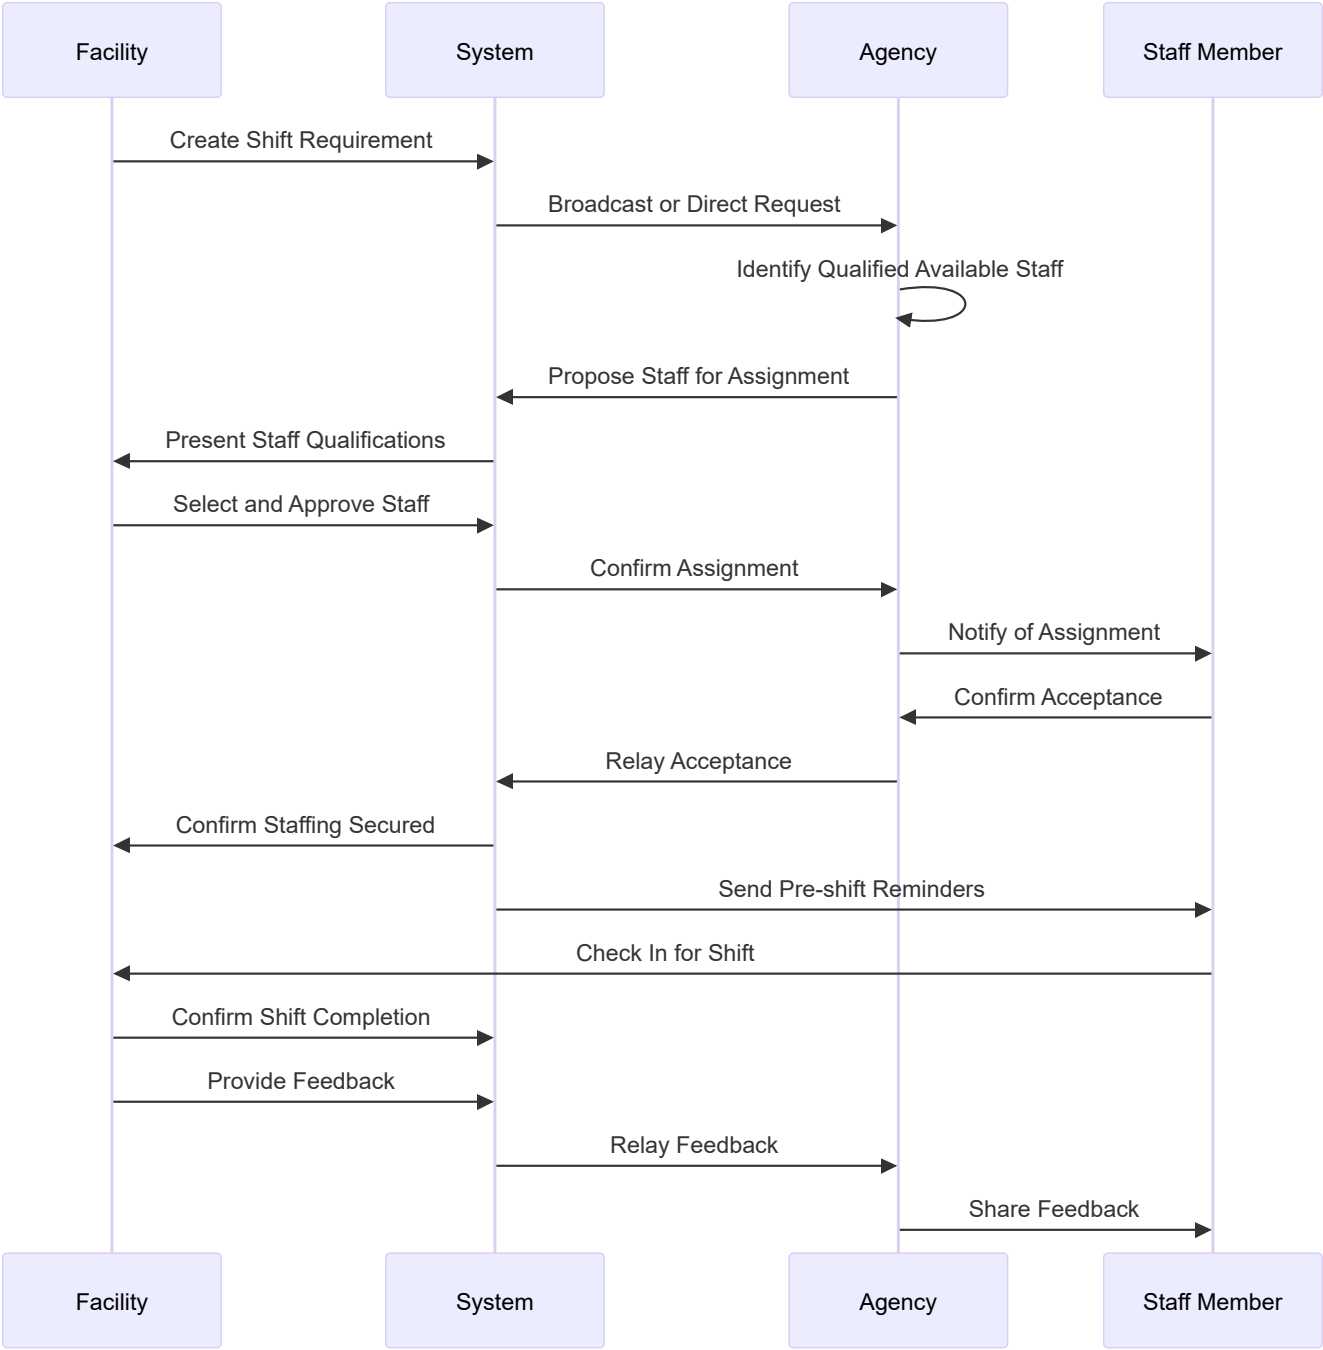 Facility
System
Agency
Staff Member
Create Shift Requirement
Broadcast or Direct Request
Identify Qualified Available Staff
Propose Staff for Assignment
Present Staff Qualifications
Select and Approve Staff
Confirm Assignment
Notify of Assignment
Confirm Acceptance
Relay Acceptance
Confirm Staffing Secured
Send Pre-shift Reminders
Check In for Shift
Confirm Shift Completion
Provide Feedback
Relay Feedback
Share Feedback
Facility
System
Agency
Staff Member